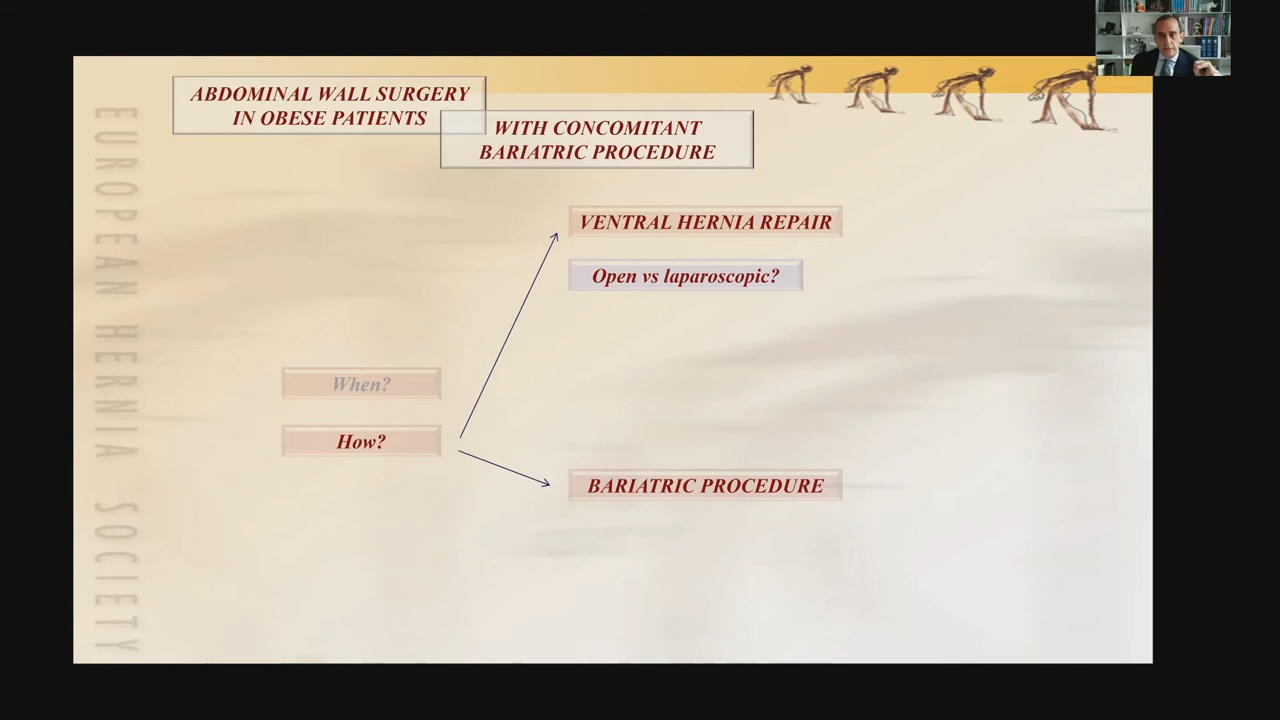 ABDOMINAL WALL SURGERY
IN OBESE PATIENTS
WITH CONCOMITANT
BARIATRIC PROCEDURE
VENTRAL HERNIA REPAIR
Open vs laparoscopic?
When?
How?
BARIATRIC PROCEDURE
EUROPEAN HERNIA SOCIETY